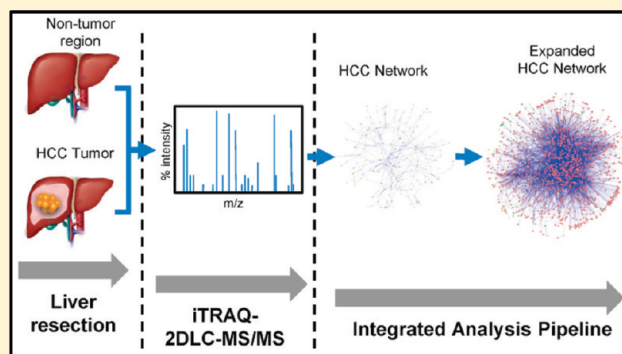 Non-tumor
region
HCC Tumor
% intensity
m/z
HCC Network
Expanded
HCC Network
Liver
resection
iTRAQ-
2DLC-MS/MS
Integrated Analysis Pipeline